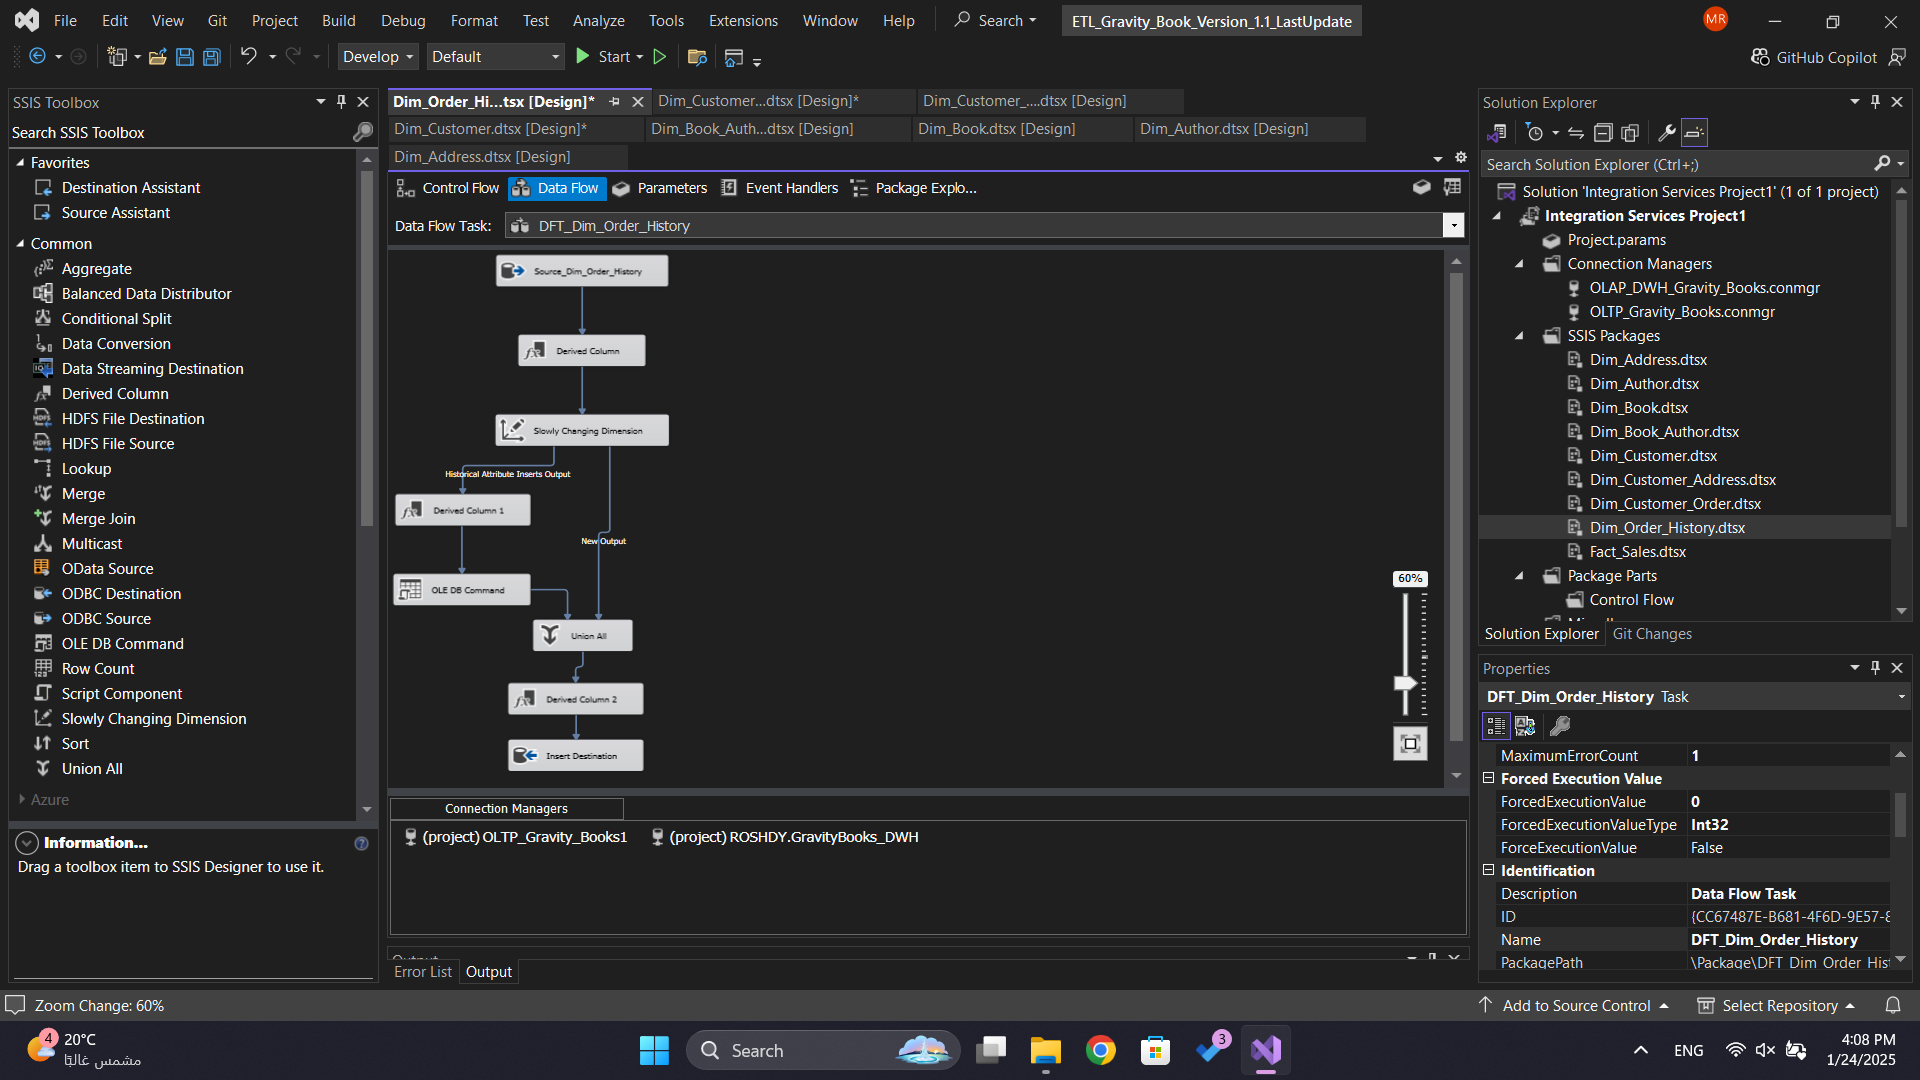 File Edit View Git Project Build Debug Format Test Analyze Tools Extensions Window Help Search ETL_Gravity_Book_Version_1.1_LastUpdate MR
Develop Default Start GitHub Copilot
SSIS Toolbox
Search SSIS Toolbox
Favorites
Destination Assistant
Source Assistant
Common
Aggregate
Balanced Data Distributor
Conditional Split
Data Conversion
Data Streaming Destination
Derived Column
HDFS File Destination
HDFS File Source
Lookup
Merge
Merge Join
Multicast
OData Source
ODBC Destination
ODBC Source
OLE DB Command
Row Count
Script Component
Slowly Changing Dimension
Sort
Union All
Azure
Information...
Drag a toolbox item to SSIS Designer to use it.
Dim_Order_Hi...tsx [Design]* Dim_Customer...dtsx [Design]* Dim_Customer_....dtsx [Design]
Dim_Customer.dtsx [Design]* Dim_Book_Auth...dtsx [Design] Dim_Book.dtsx [Design] Dim_Author.dtsx [Design]
Dim_Address.dtsx [Design]
Control Flow Data Flow Parameters Event Handlers Package Explo...
Data Flow Task: DFT_Dim_Order_History
Source_Dim_Order_History
Derived Column
Slowly Changing Dimension
Historical Attribute Inserts Output
Derived Column 1
New Output
OLE DB Command
Union All
Derived Column 2
Insert Destination
60%
Connection Managers
(project) OLTP_Gravity_Books1 (project) ROSHDY.GravityBooks_DWH
Error List Output
Solution Explorer
Search Solution Explorer (Ctrl+;)
Solution 'Integration Services Project1' (1 of 1 project)
Integration Services Project1
Project.params
Connection Managers
OLAP_DWH_Gravity_Books.conmgr
OLTP_Gravity_Books.conmgr
SSIS Packages
Dim_Address.dtsx
Dim_Author.dtsx
Dim_Book.dtsx
Dim_Book_Author.dtsx
Dim_Customer.dtsx
Dim_Customer_Address.dtsx
Dim_Customer_Order.dtsx
Dim_Order_History.dtsx
Fact_Sales.dtsx
Package Parts
Control Flow
Solution Explorer Git Changes
Properties
DFT_Dim_Order_History Task
MaximumErrorCount 1
Forced Execution Value
ForcedExecutionValue 0
ForcedExecutionValueType Int32
ForceExecutionValue False
Identification
Description Data Flow Task
ID {CC67487E-B681-4F6D-9E57-8
Name DFT_Dim_Order_History
PackagePath \Package\DFT_Dim_Order_Hist
Zoom Change: 60% Add to Source Control Select Repository
4 20°C
مشمس غالبًا
Search 3 ENG 4:08 PM
1/24/2025